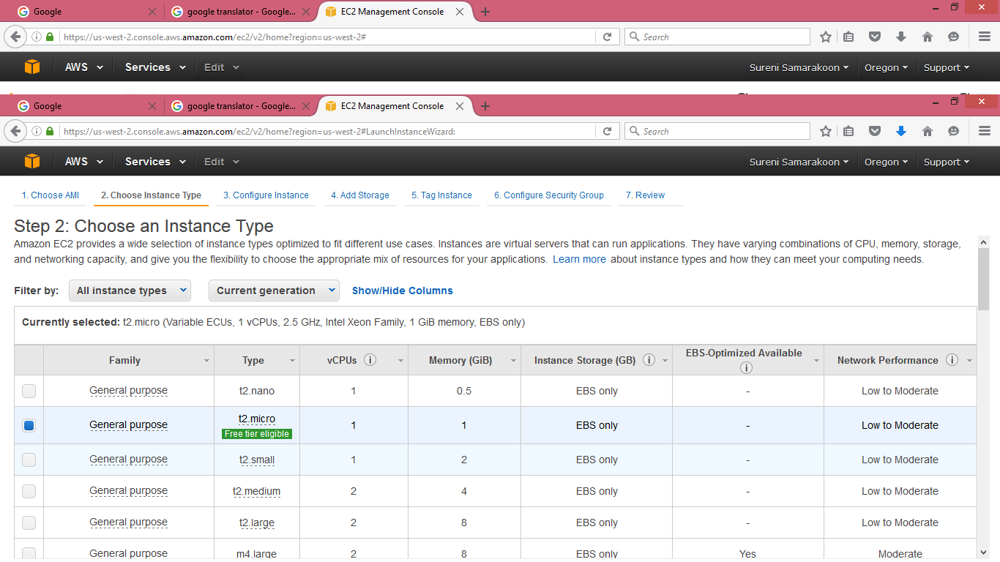 Google
google translator - Google...
EC2 Management Console
https://us-west-2.console.aws.amazon.com/ec2/v2/home?region=us-west-2#
Search
AWS Services Edit Sureni Samarakoon Oregon Support
Google
google translator - Google...
EC2 Management Console
https://us-west-2.console.aws.amazon.com/ec2/v2/home?region=us-west-2#LaunchInstanceWizard:
Search
AWS Services Edit Sureni Samarakoon Oregon Support
1. Choose AMI 2. Choose Instance Type 3. Configure Instance 4. Add Storage 5. Tag Instance 6. Configure Security Group 7. Review
Step 2: Choose an Instance Type
Amazon EC2 provides a wide selection of instance types optimized to fit different use cases. Instances are virtual servers that can run applications. They have varying combinations of CPU, memory, storage,
and networking capacity, and give you the flexibility to choose the appropriate mix of resources for your applications. Learn more about instance types and how they can meet your computing needs.
Filter by: All instance types Current generation Show/Hide Columns
Currently selected: t2.micro (Variable ECUs, 1 vCPUs, 2.5 GHz, Intel Xeon Family, 1 GiB memory, EBS only)
Family Type vCPUs Memory (GiB) Instance Storage (GB) EBS-Optimized Available Network Performance
General purpose t2.nano 1 0.5 EBS only - Low to Moderate
General purpose t2.micro 1 1 EBS only - Low to Moderate
Free tier eligible
General purpose t2.small 1 2 EBS only - Low to Moderate
General purpose t2.medium 2 4 EBS only - Low to Moderate
General purpose t2.large 2 8 EBS only - Low to Moderate
General purpose m4.large 2 8 EBS only Yes Moderate